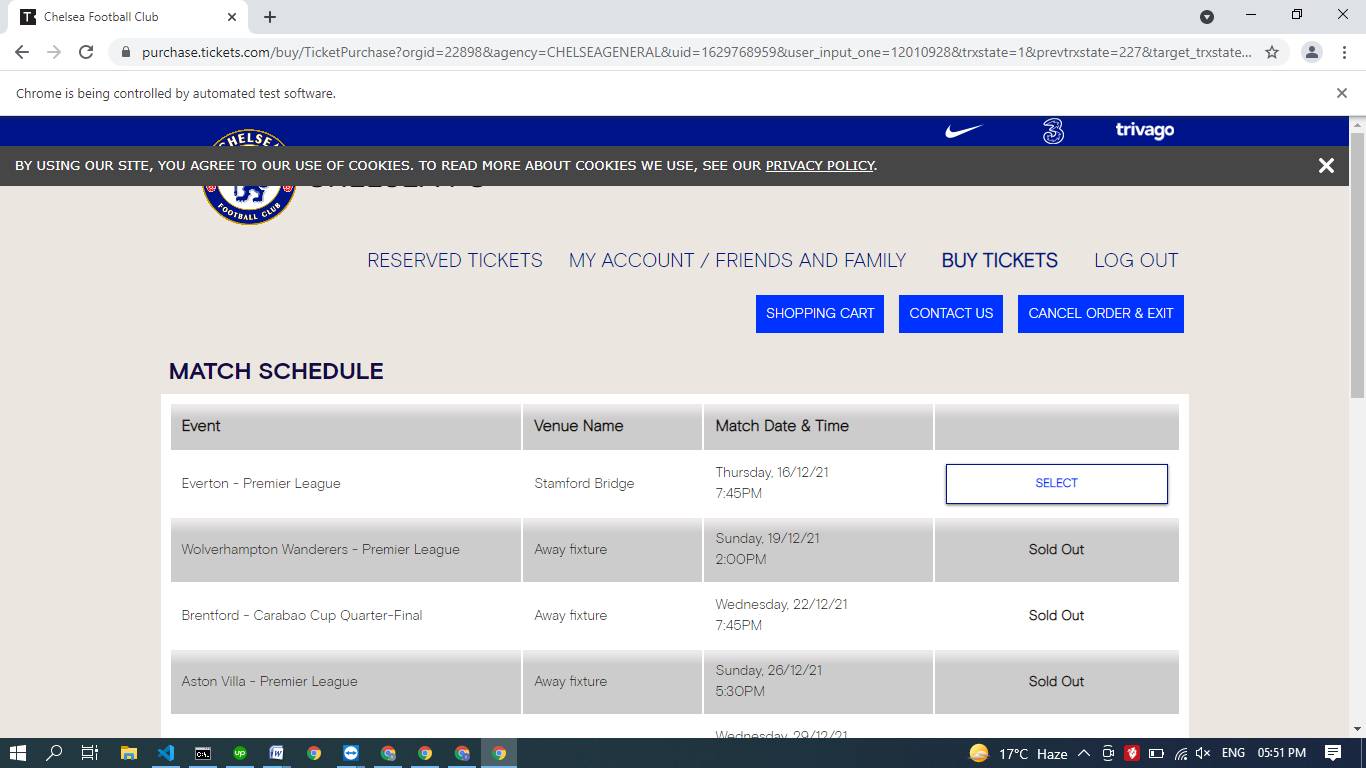 Chelsea Football Club
purchase.tickets.com/buy/TicketPurchase?orgid=22898&agency=CHELSEAGENERAL&uid=1629768959&user_input_one=12010928&trxstate=1&prevtrxstate=227&target_trxstate...
Chrome is being controlled by automated test software.
trivago
CHELSEA
BY USING OUR SITE, YOU AGREE TO OUR USE OF COOKIES. TO READ MORE ABOUT COOKIES WE USE, SEE OUR PRIVACY POLICY.
FOOTBALL CLUB
RESERVED TICKETS MY ACCOUNT / FRIENDS AND FAMILY BUY TICKETS LOG OUT
SHOPPING CART CONTACT US CANCEL ORDER & EXIT
MATCH SCHEDULE
Event Venue Name Match Date & Time
Everton - Premier League Stamford Bridge Thursday, 16/12/21
7:45PM SELECT
Wolverhampton Wanderers - Premier League Away fixture Sunday, 19/12/21
2:00PM Sold Out
Brentford - Carabao Cup Quarter-Final Away fixture Wednesday, 22/12/21
7:45PM Sold Out
Aston Villa - Premier League Away fixture Sunday, 26/12/21
5:30PM Sold Out
Wednesday, 29/12/21
17°C Haze ENG 05:51 PM